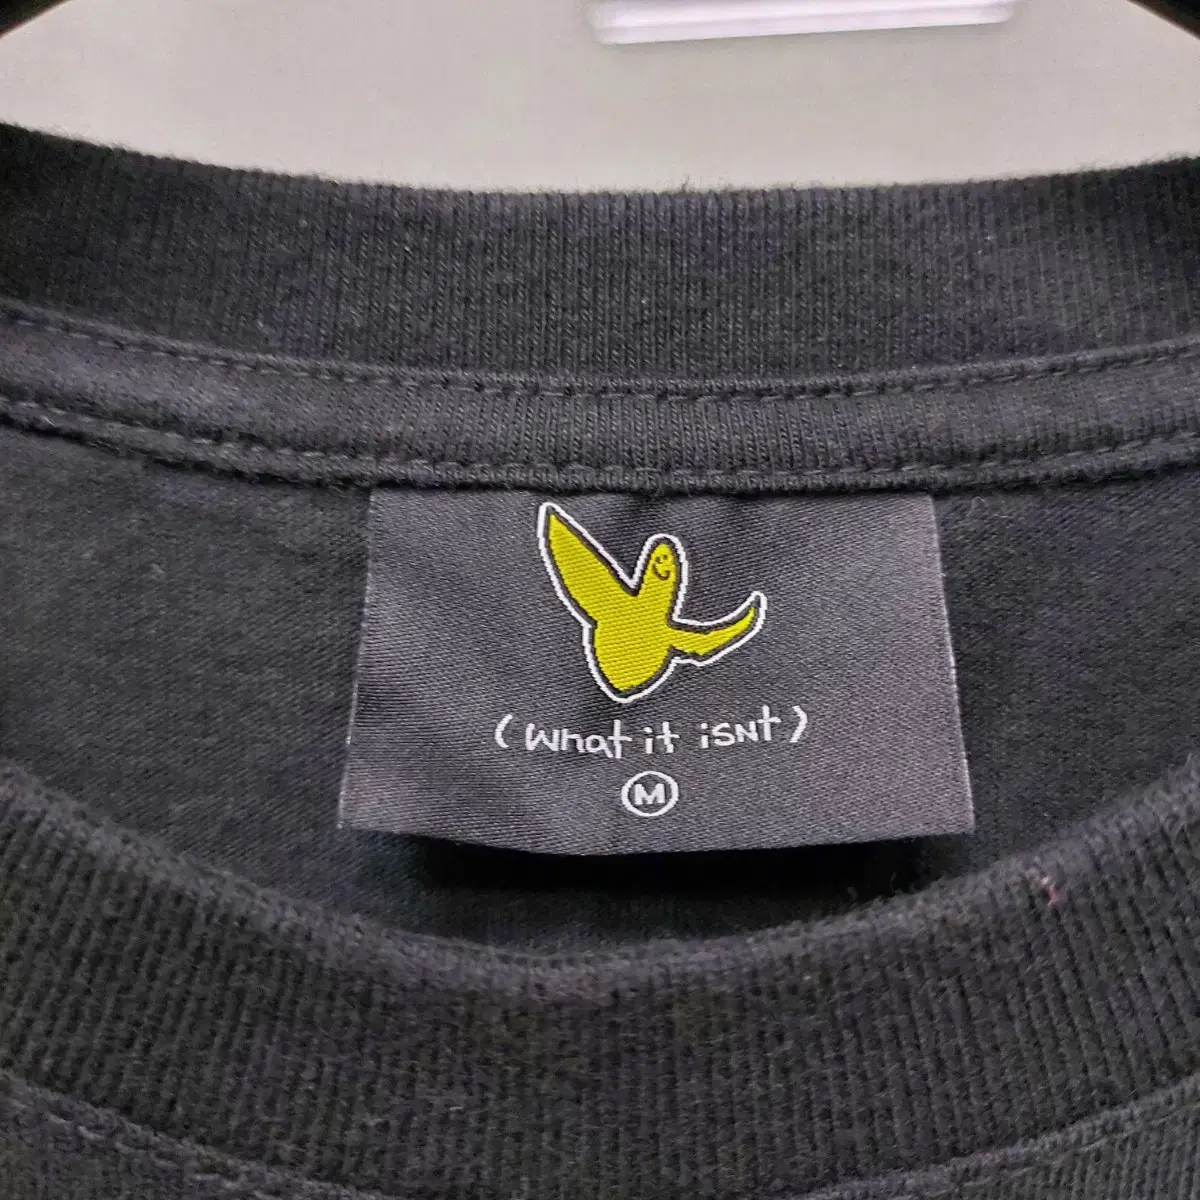 (what it isNt)
M